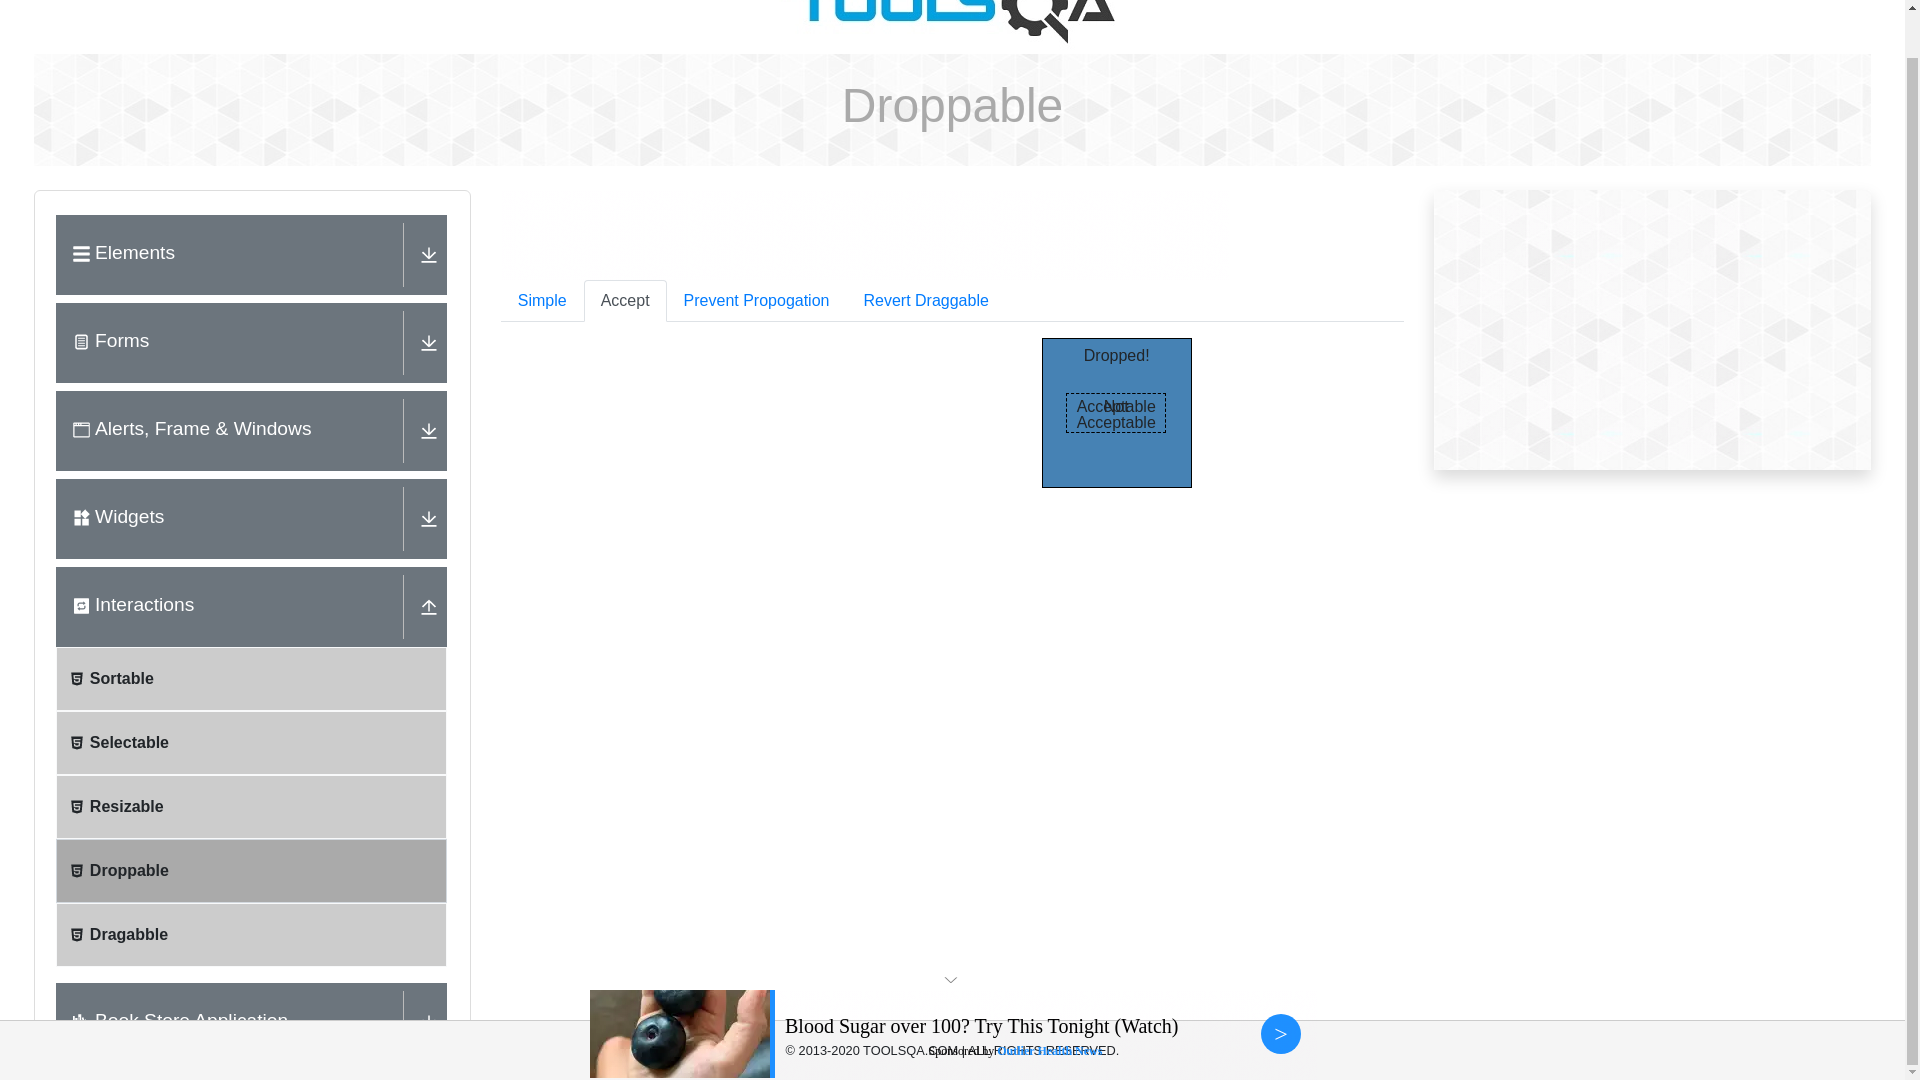 TOOLSQA
Droppable
Elements
Forms
Alerts, Frame & Windows
Widgets
Interactions
Sortable
Selectable
Resizable
Droppable
Dragabble
Book Store Application
Simple
Accept
Prevent Propogation
Revert Draggable
Dropped!
Acceptable
Not
Acceptable
Blood Sugar over 100? Try This Tonight (Watch)
>
© 2013-2020 TOOLSQA.COM | ALL RIGHTS RESERVED.
Sponsored by